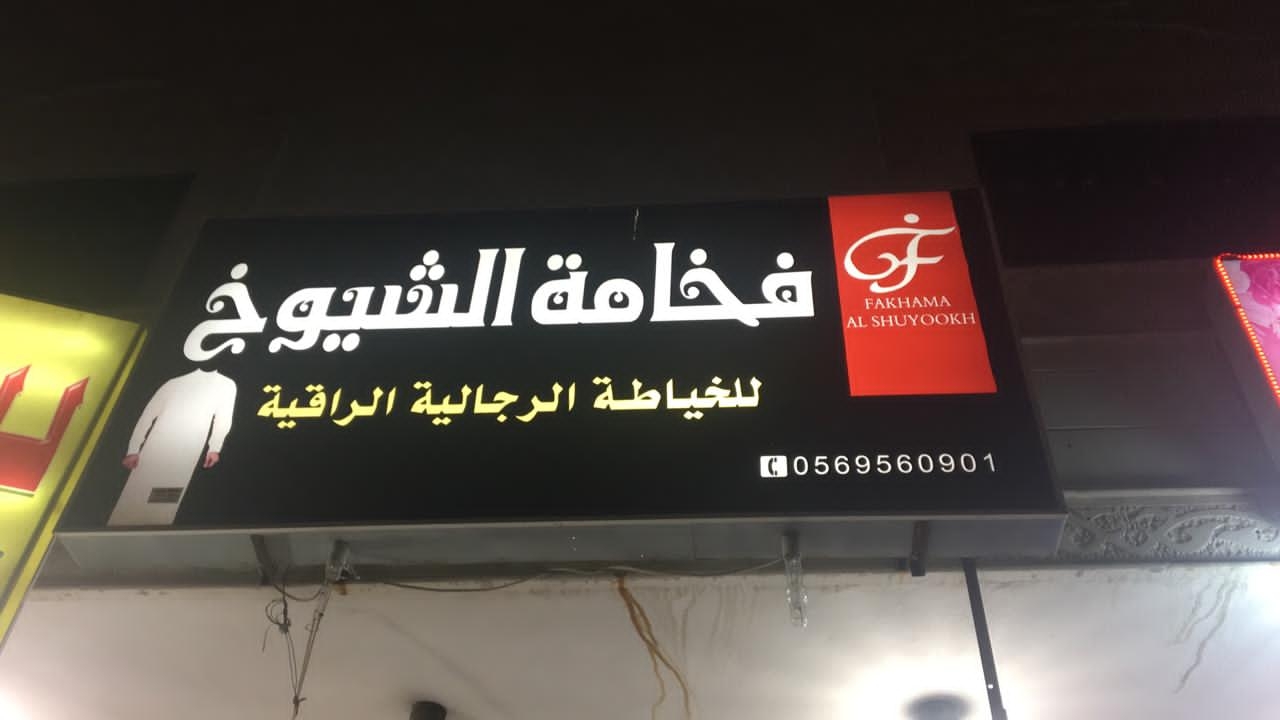 فخامة الشيوخ
للخياطة الرجالية الراقية
FAKHAMA
AL SHUYOOKH
0569560901